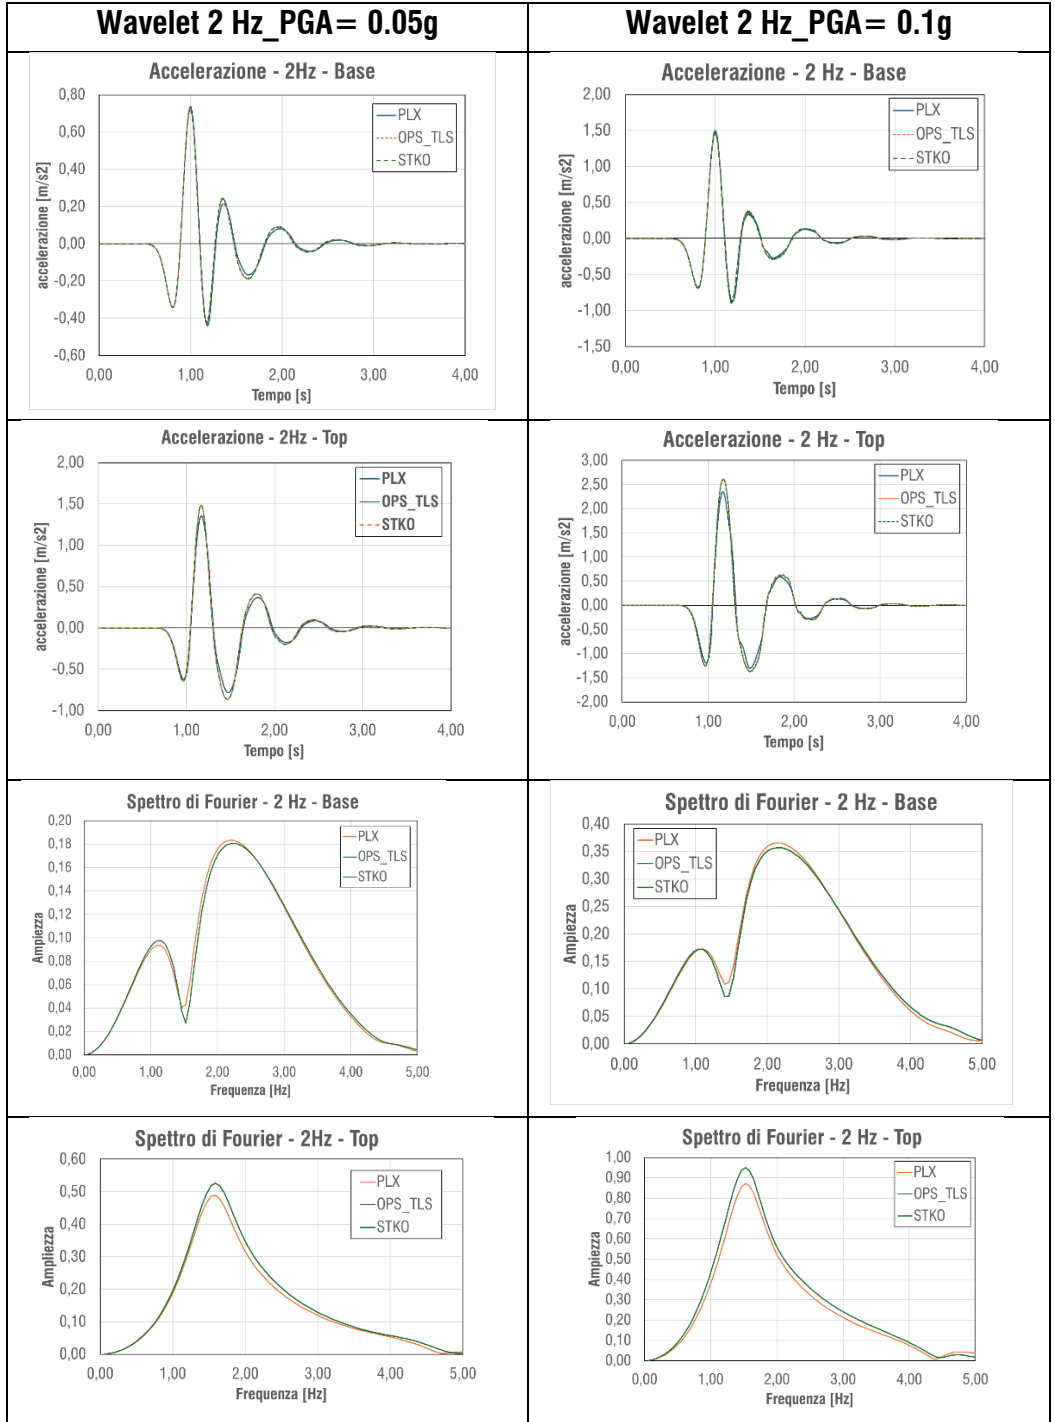 Wavelet 2 Hz_PGA= 0.05g
Wavelet 2 Hz_PGA= 0.1g
Accelerazione - 2Hz - Base
accelerazione [m/s2]
0,80
0,60
0,40
0,20
0,00
-0,20
-0,40
-0,60
0,00 1,00 2,00 3,00 4,00
Tempo [s]
PLX
OPS_TLS
STKO
Accelerazione - 2 Hz - Base
accelerazione [m/s2]
2,00
1,50
1,00
0,50
0,00
-0,50
-1,00
-1,50
0,00 1,00 2,00 3,00 4,00
Tempo [s]
PLX
OPS_TLS
STKO
Accelerazione - 2Hz - Top
accelerazione [m/s2]
2,00
1,50
1,00
0,50
0,00
-0,50
-1,00
0,00 1,00 2,00 3,00 4,00
Tempo [s]
PLX
OPS_TLS
STKO
Accelerazione - 2 Hz - Top
accelerazione [m/s2]
3,00
2,50
2,00
1,50
1,00
0,50
0,00
-0,50
-1,00
-1,50
-2,00
0,00 1,00 2,00 3,00 4,00
Tempo [s]
PLX
OPS_TLS
STKO
Spettro di Fourier - 2 Hz - Base
Ampiezza
0,20
0,18
0,16
0,14
0,12
0,10
0,08
0,06
0,04
0,02
0,00
0,00 1,00 2,00 3,00 4,00 5,00
Frequenza [Hz]
PLX
OPS_TLS
STKO
Spettro di Fourier - 2 Hz - Base
Ampiezza
0,40
0,35
0,30
0,25
0,20
0,15
0,10
0,05
0,00
0,00 1,00 2,00 3,00 4,00 5,00
Frequenza [Hz]
PLX
OPS_TLS
STKO
Spettro di Fourier - 2Hz - Top
Ampliezza
0,60
0,50
0,40
0,30
0,20
0,10
0,00
0,00 1,00 2,00 3,00 4,00 5,00
Frequenza [Hz]
PLX
OPS_TLS
STKO
Spettro di Fourier - 2 Hz - Top
Ampiezza
1,00
0,90
0,80
0,70
0,60
0,50
0,40
0,30
0,20
0,10
0,00
0,00 1,00 2,00 3,00 4,00 5,00
Frequenza [Hz]
PLX
OPS_TLS
STKO